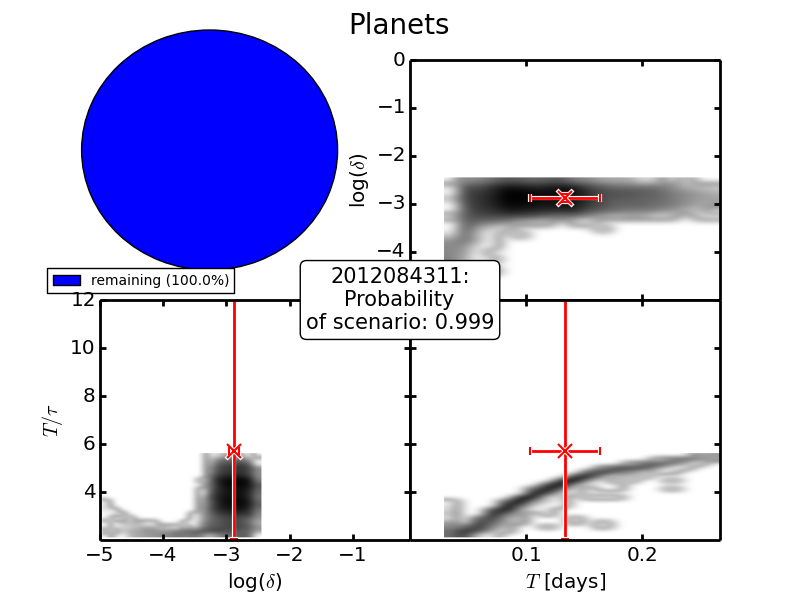 Planets
0
−1
−2
−3
−4
log(δ)
remaining (100.0%)
2012084311:
Probability
of scenario: 0.999
12
10
8
6
4
T/τ
−5 −4 −3 −2 −1
log(δ)
0.1 0.2
T [days]